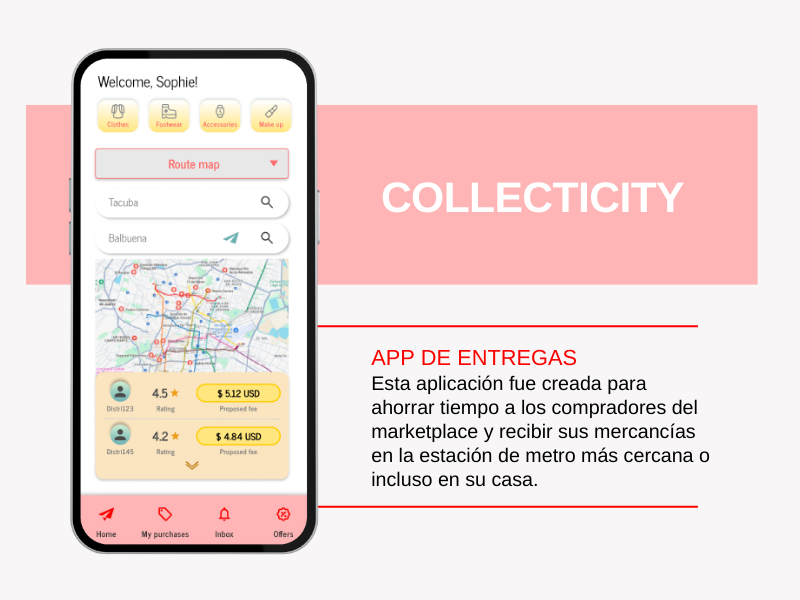 Welcome, Sophie!
Clothes
Footwear
Accessories
Make up
Route map
Tacuba
Balbuena
4.5
$ 5.12 USD
Distri123
Rating
Proposed fee
4.2
$ 4.84 USD
Distri145
Rating
Proposed fee
Home
My purchases
Inbox
Offers
COLLECTICITY
APP DE ENTREGAS
Esta aplicación fue creada para
ahorrar tiempo a los compradores del
marketplace y recibir sus mercancías
en la estación de metro más cercana o
incluso en su casa.